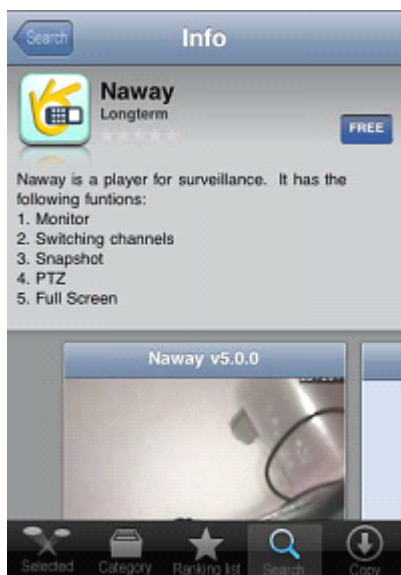 Search
Info
Naway
Longterm
FREE
Naway is a player for surveillance. It has the
following funtions:
1. Monitor
2. Switching channels
3. Snapshot
4. PTZ
5. Full Screen
Naway v5.0.0
Selected
Category
Ranking list
Search
Copy